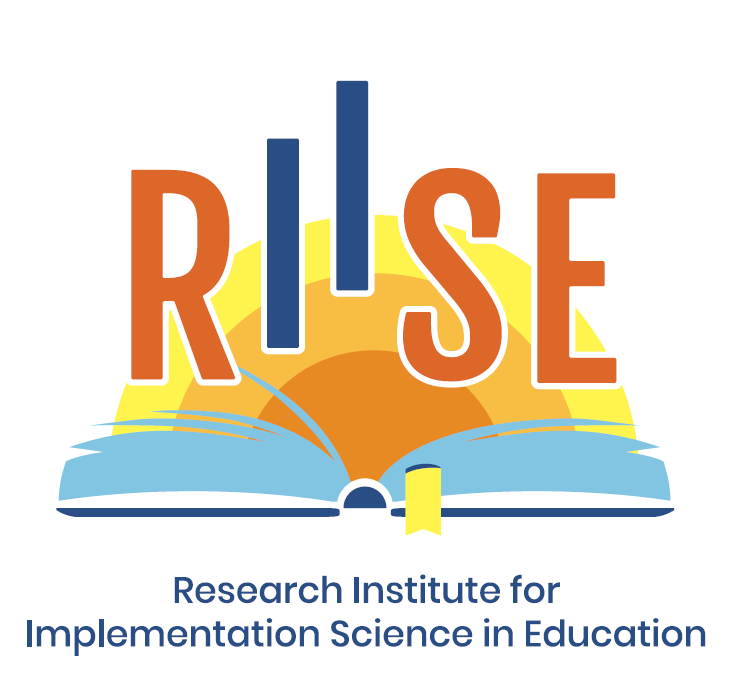 RIISE
Research Institute for
Implementation Science in Education